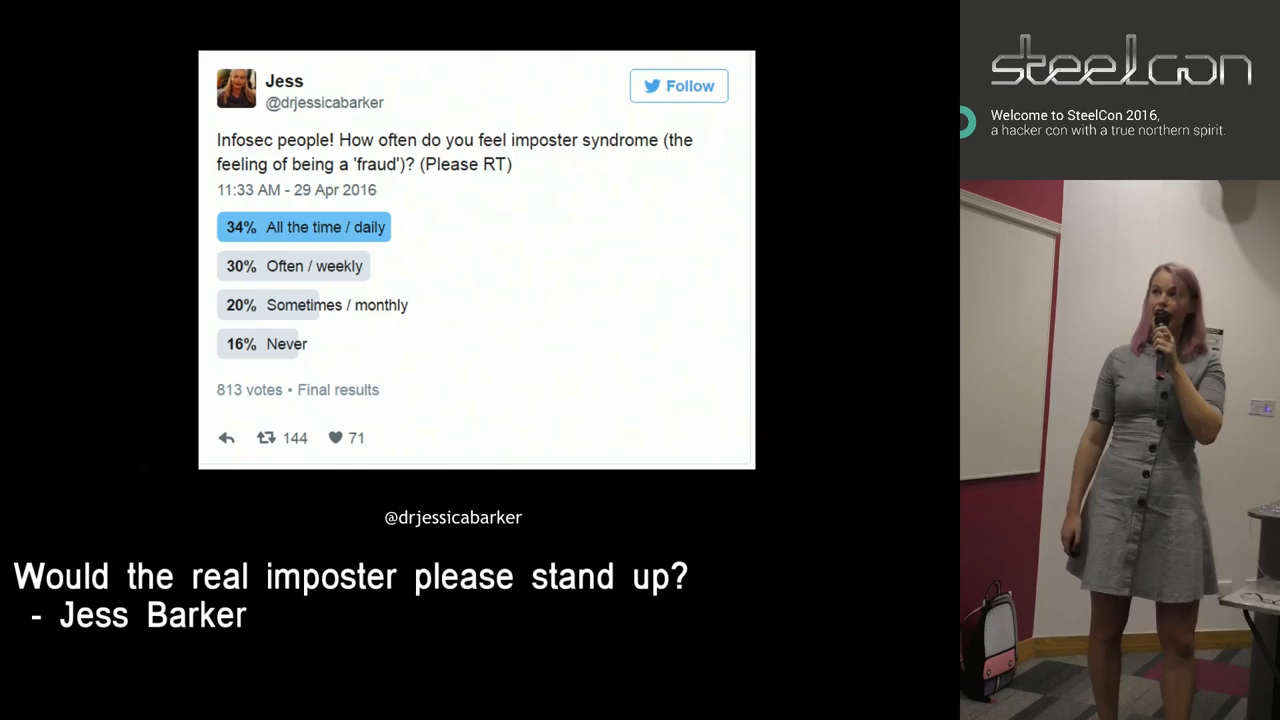 Jess
@drjessicabarker
Follow
Infosec people! How often do you feel imposter syndrome (the
feeling of being a 'fraud')? (Please RT)
11:33 AM - 29 Apr 2016
34% All the time / daily
30% Often / weekly
20% Sometimes / monthly
16% Never
813 votes • Final results
144 71
@drjessicabarker
Would the real imposter please stand up?
- Jess Barker
steelcon
Welcome to SteelCon 2016,
a hacker con with a true northern spirit.